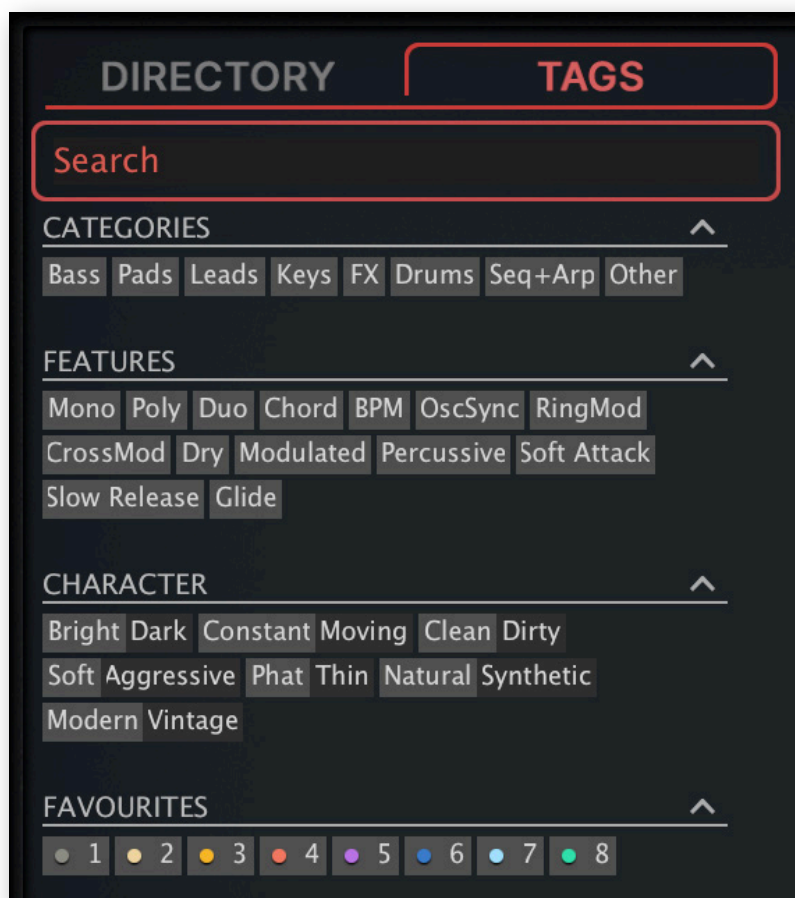 DIRECTORY TAGS
Search
CATEGORIES
Bass Pads Leads Keys FX Drums Seq+Arp Other
FEATURES
Mono Poly Duo Chord BPM OscSync RingMod
CrossMod Dry Modulated Percussive Soft Attack
Slow Release Glide
CHARACTER
Bright Dark Constant Moving Clean Dirty
Soft Aggressive Phat Thin Natural Synthetic
Modern Vintage
FAVOURITES
1 2 3 4 5 6 7 8